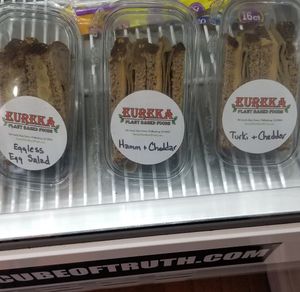 16ct
EUREKA
PLANT BASED FOODS
Eggless
Egg Salad
EUREKA
PLANT BASED FOODS
Hamm + Cheddar
EUREKA
PLANT BASED FOODS
Turk'y + Cheddar
CUBEOFTRUTH.COM